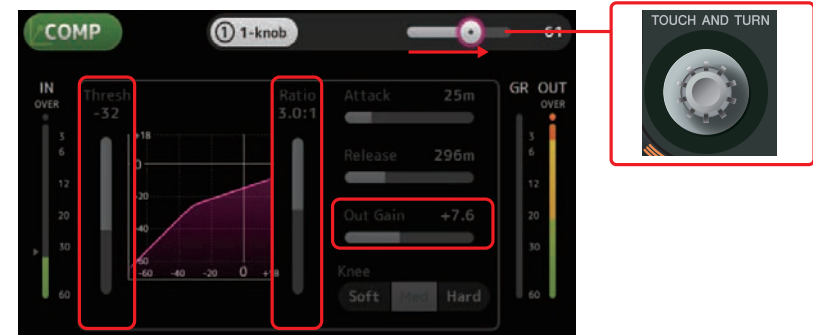 COMP
① 1-knob
61
TOUCH AND TURN
IN
OVER
3
6
12
20
30
60
Thresh
-32
+18
0
-20
-40
-60
-60 -40 -20 0 +18
Ratio
3.0:1
Attack 25m
Release 296m
Out Gain +7.6
Knee
Soft Med Hard
GR OUT
OVER
3
6
12
20
30
60